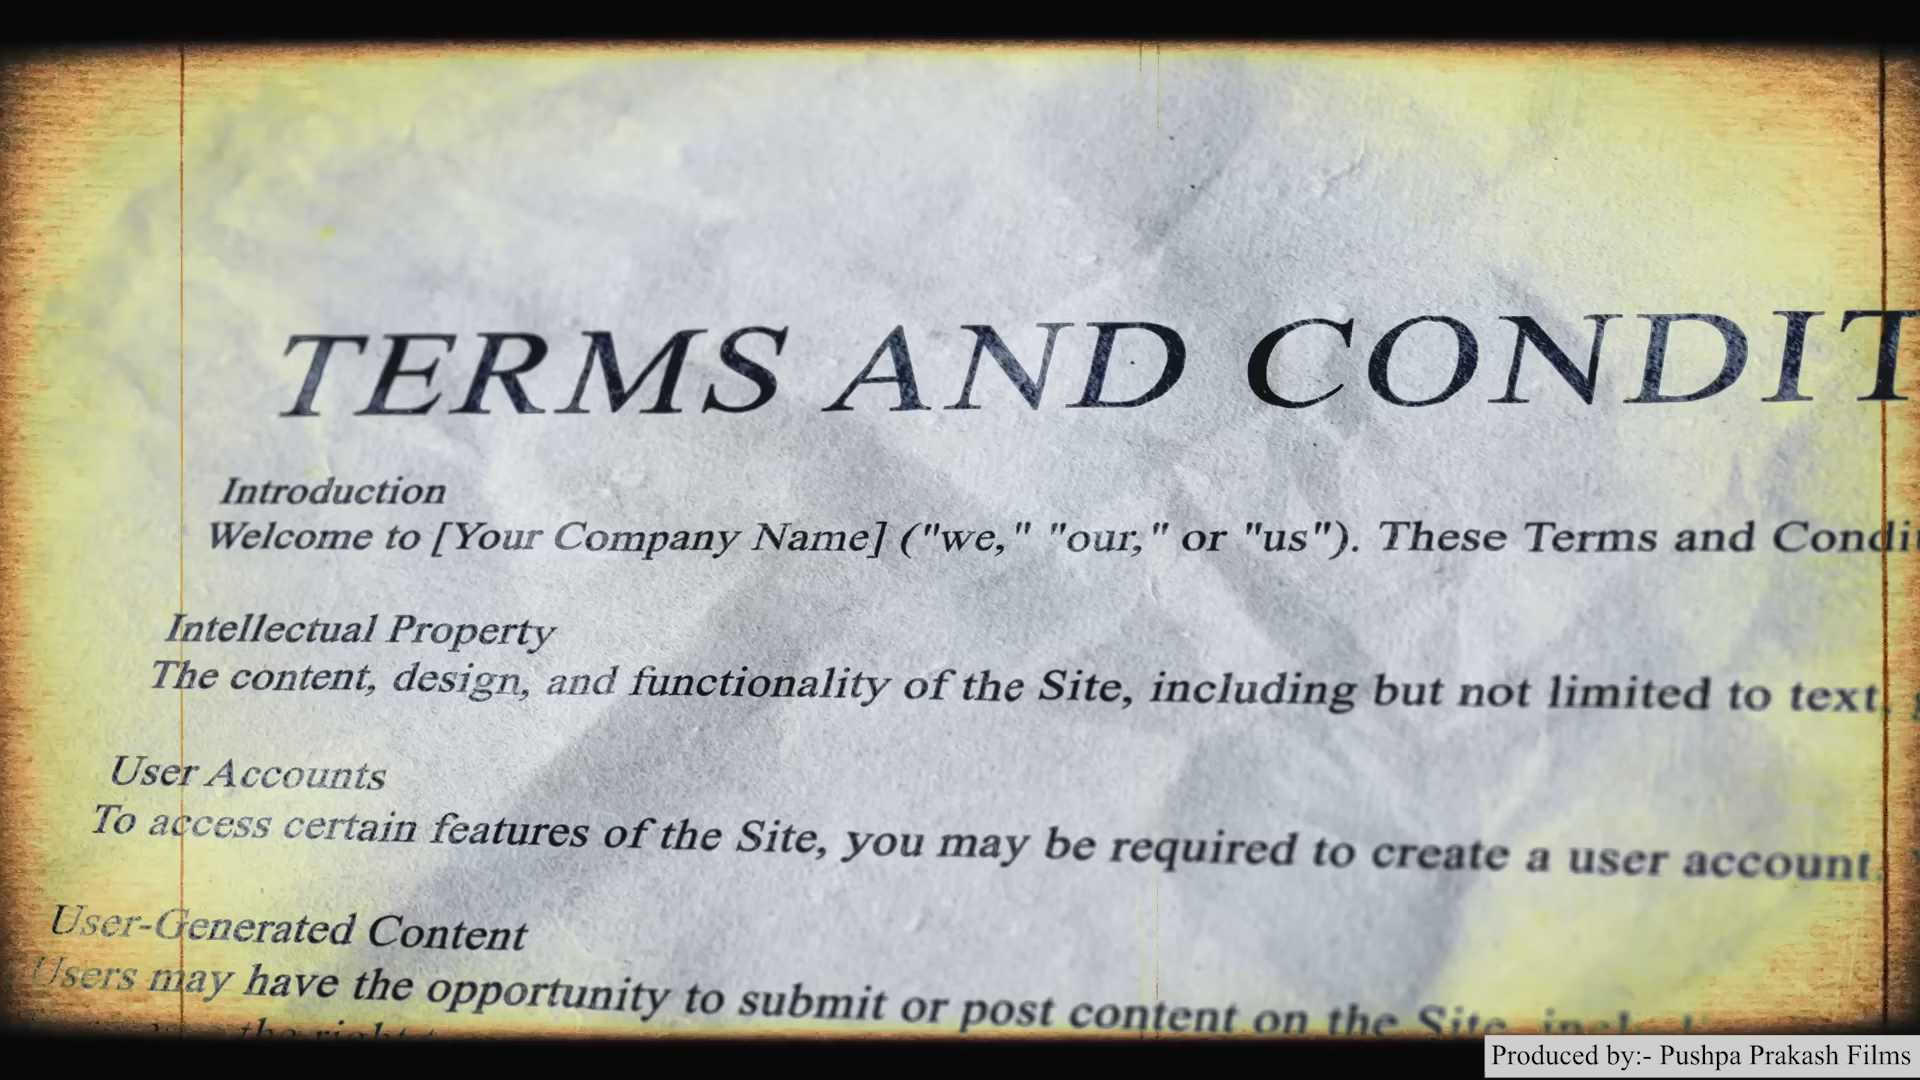 TERMS AND CONDIT
Introduction
Welcome to [Your Company Name] ("we," "our," or "us"). These Terms and Condit
Intellectual Property
The content, design, and functionality of the Site, including but not limited to text,
User Accounts
To access certain features of the Site, you may be required to create a user account.
User-Generated Content
Users may have the opportunity to submit or post content on the Site,
the right
Produced by:- Pushpa Prakash Films